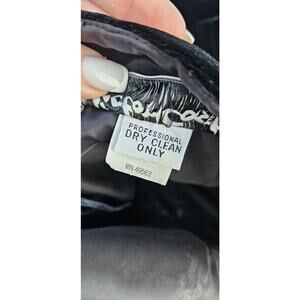 PROFESSIONAL
DRY CLEAN
ONLY
RN 49563